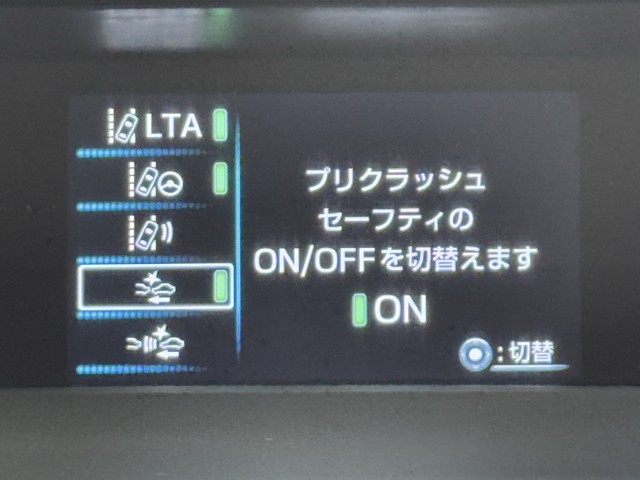 LTA
プリクラッシュ
セーフティの
ON/OFFを切替えます
ON
:切替